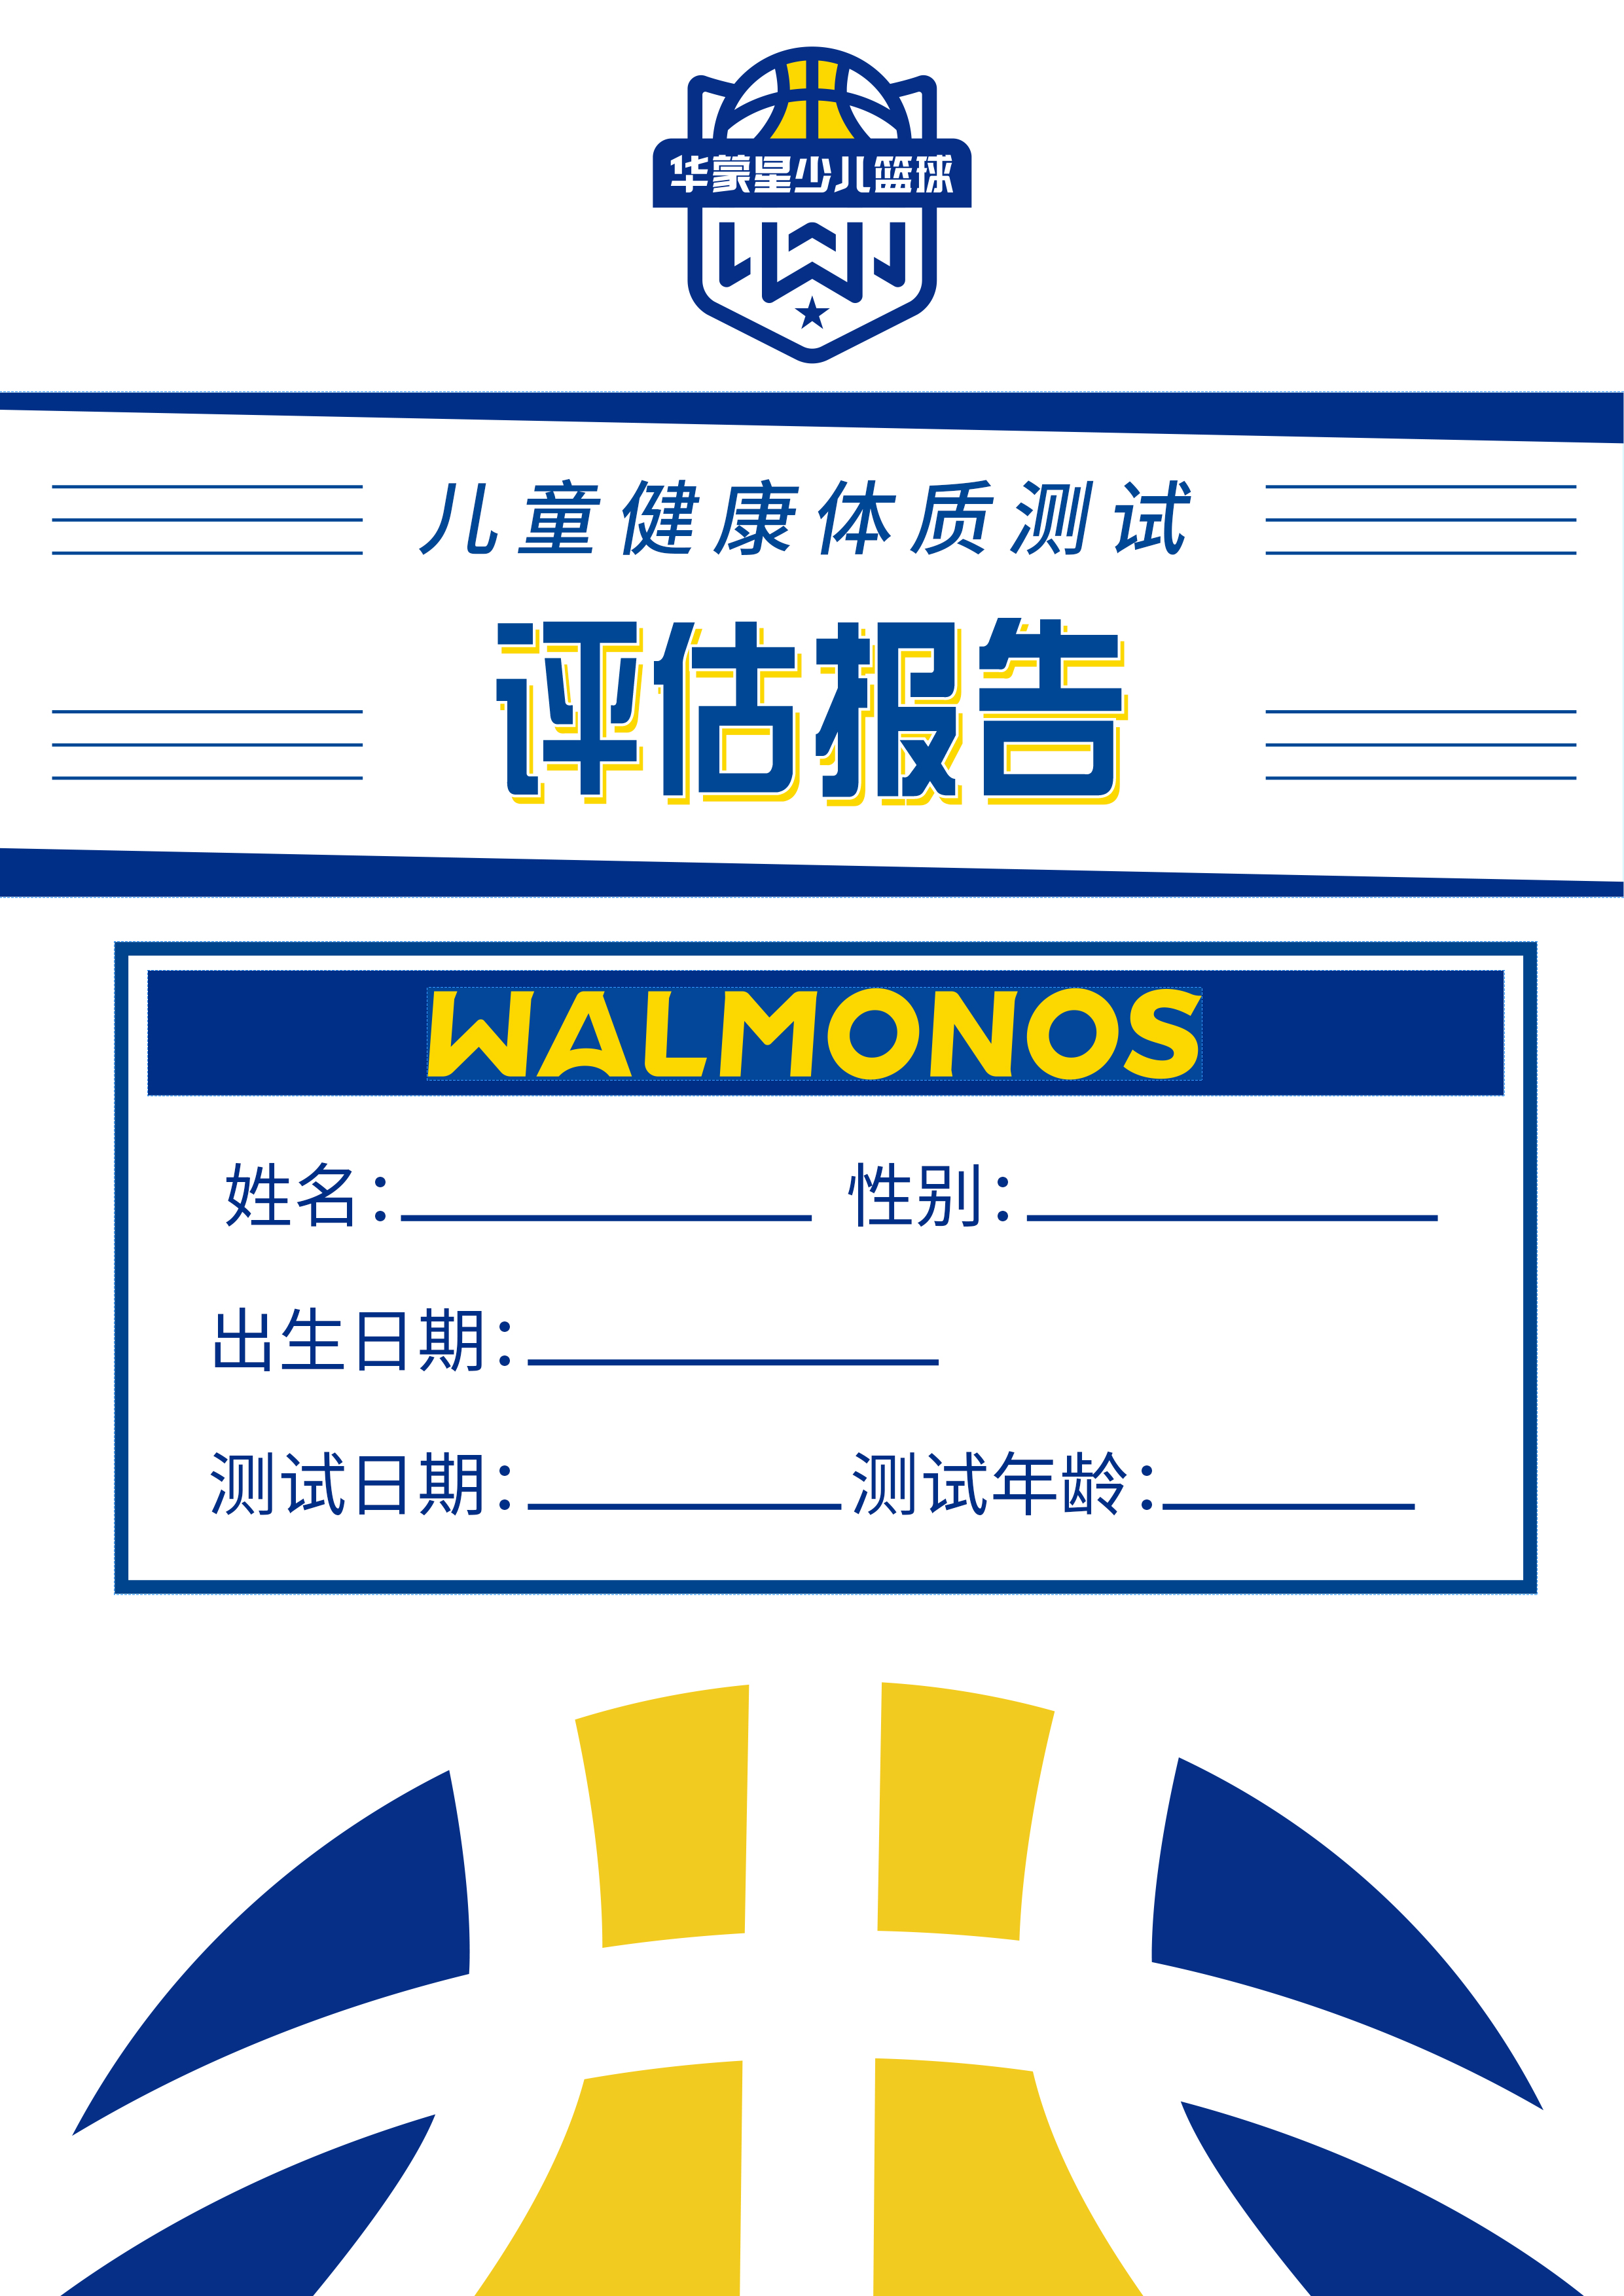 华蒙星少儿篮球
儿童健康体质测试
评估报告
WALMONOS
姓名： 性别：
出生日期：
测试日期： 测试年龄：